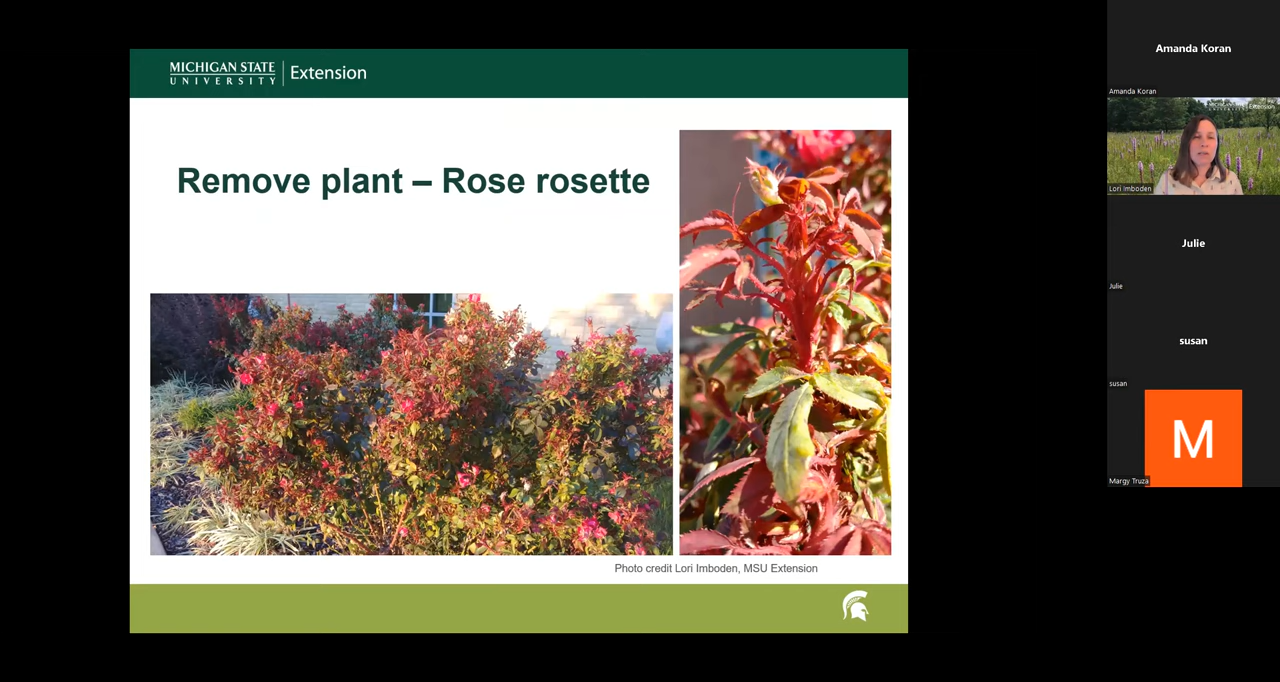 MICHIGAN STATE
UNIVERSITY
Extension
Remove plant – Rose rosette
Photo credit Lori Imboden, MSU Extension
Amanda Koran
Amanda Koran
Lori Imboden
Julie
Julie
susan
susan
M
Margy Truza